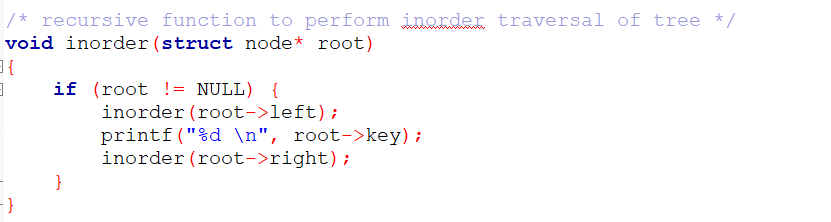 /* recursive function to perform inorder traversal of tree */
void inorder(struct node* root)
{
    if (root != NULL) {
        inorder(root->left);
        printf("%d \n", root->key);
        inorder(root->right);
    }
}